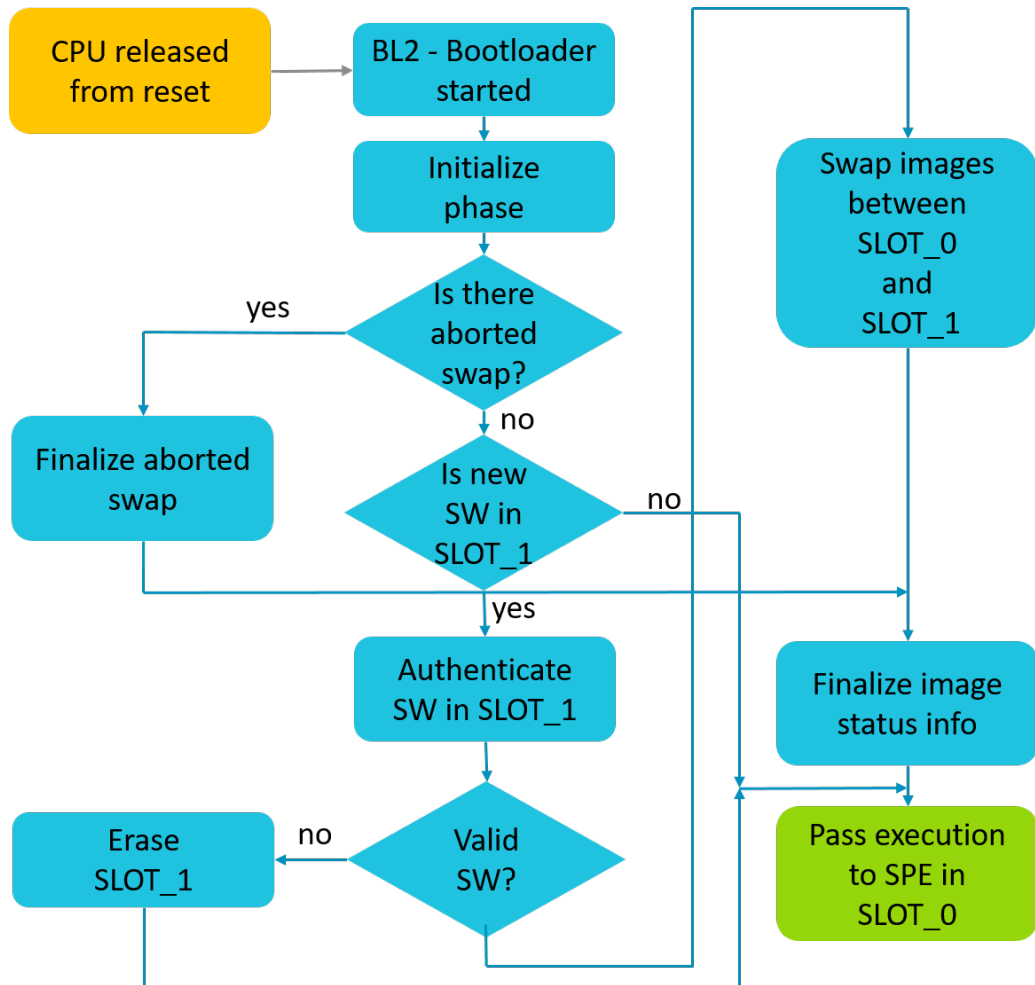 CPU released
from reset
BL2 - Bootloader
started
Initialize
phase
Swap images
between
SLOT_0
and
SLOT_1
Is there
aborted
swap?
yes
no
Finalize aborted
swap
Is new
SW in
SLOT_1
no
yes
Authenticate
SW in SLOT_1
Finalize image
status info
Valid
SW?
no
Erase
SLOT_1
Pass execution
to SPE in
SLOT_0